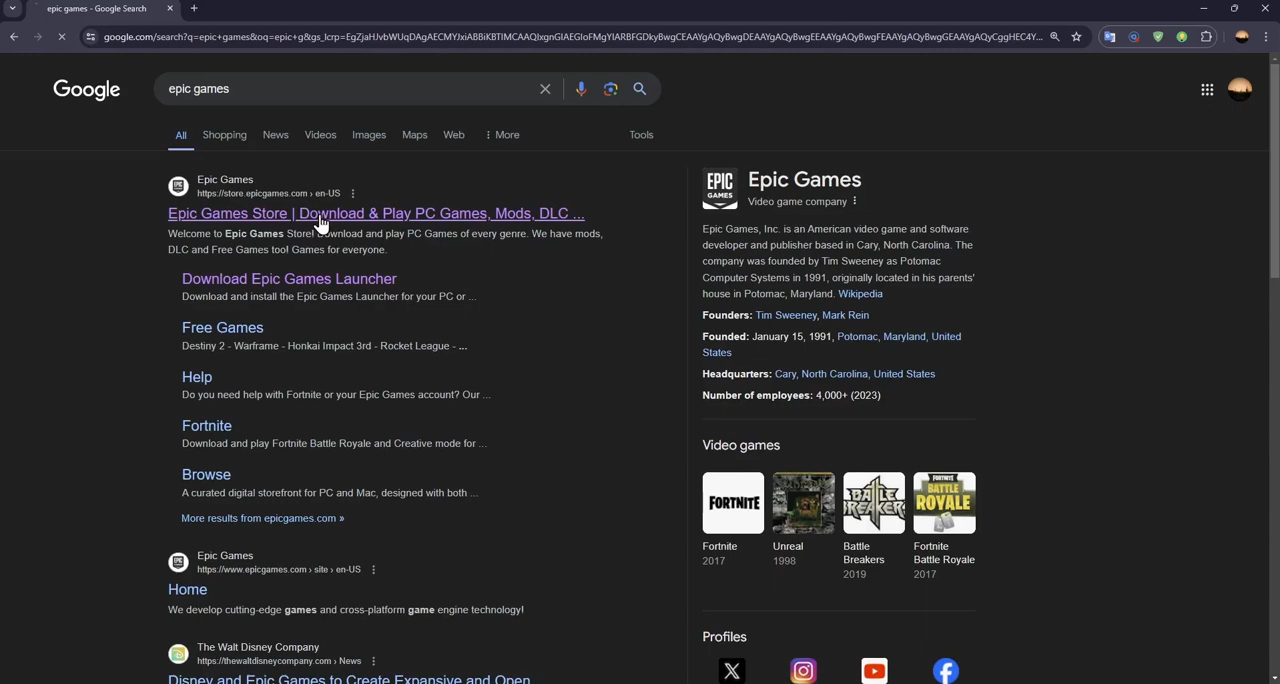 epic games - Google Search
google.com/search?q=epic+games&oq=epic+g&gs_lcrp=
Google
epic games
All
Shopping
News
Videos
Images
Maps
Web
More
Tools
Epic Games
https://store.epicgames.com › en-US
Epic Games Store | Download & Play PC Games, Mods, DLC ...
Welcome to Epic Games Store! Download and play PC Games of every genre. We have mods,
DLC and Free Games too! Games for everyone.
Download Epic Games Launcher
Download and install the Epic Games Launcher for your PC or ...
Free Games
Destiny 2 - Warframe - Honkai Impact 3rd - Rocket League - ...
Help
Do you need help with Fortnite or your Epic Games account? Our ...
Fortnite
Download and play Fortnite Battle Royale and Creative mode for ...
Browse
A curated digital storefront for PC and Mac, designed with both ...
More results from epicgames.com »
Epic Games
https://www.epicgames.com › site › en-US
Home
We develop cutting-edge games and cross-platform game engine technology!
The Walt Disney Company
https://thewaltdisneycompany.com › News
Disney and Epic Games to Create Expansive and Open
EPIC
GAMES
Epic Games
Video game company
Epic Games, Inc. is an American video game and software
developer and publisher based in Cary, North Carolina. The
company was founded by Tim Sweeney as Potomac
Computer Systems in 1991, originally located in his parents'
house in Potomac, Maryland. Wikipedia
Founders: Tim Sweeney, Mark Rein
Founded: January 15, 1991, Potomac, Maryland, United
States
Headquarters: Cary, North Carolina, United States
Number of employees: 4,000+ (2023)
Video games
FORTNITE
BATTLE
BREAKERS
FORTNITE
BATTLE
ROYALE
Fortnite
2017
Unreal
1998
Battle
Breakers
2019
Fortnite
Battle Royale
2017
Profiles